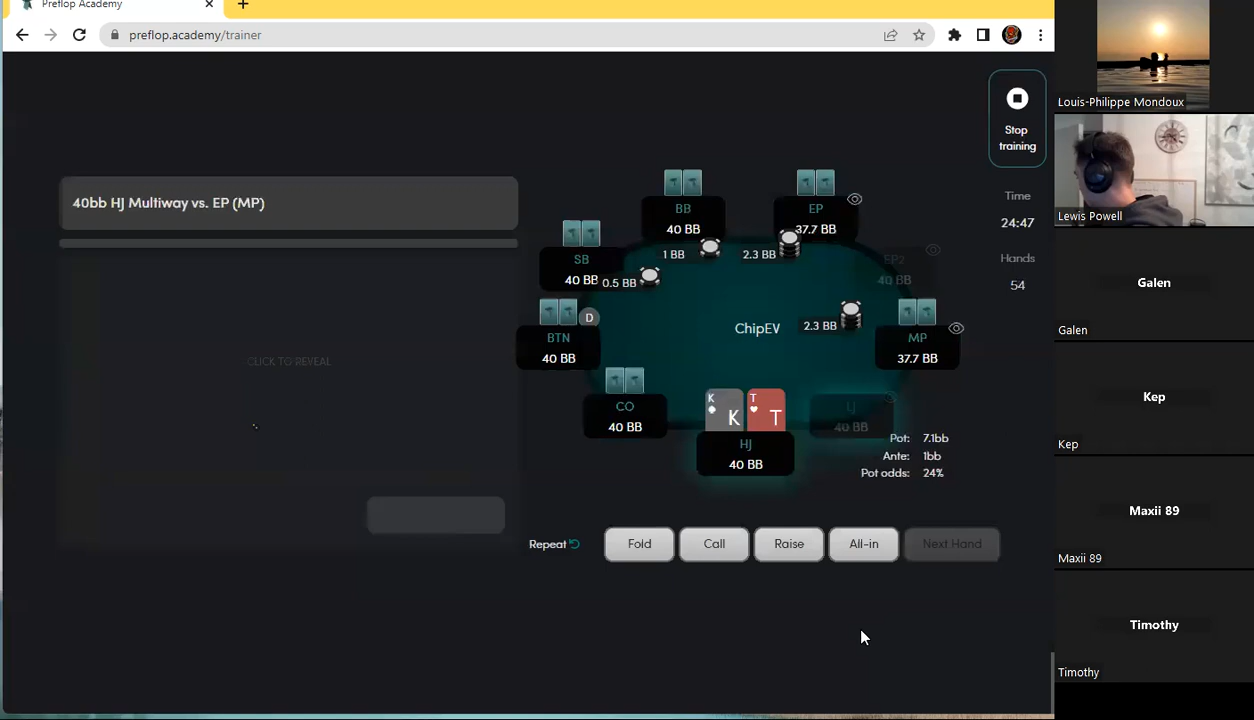 Preflop Academy
preflop.academy/trainer
Stop
training
Time
24:47
Hands
54
40bb HJ Multiway vs. EP (MP)
CLICK TO REVEAL
BB
40 BB
1 BB
EP
37.7 BB
2.3 BB
SB
40 BB
0.5 BB
EP2
40 BB
BTN
40 BB
D
ChipEV
2.3 BB
MP
37.7 BB
CO
40 BB
K
K
T
T
HJ
40 BB
LJ
40 BB
Pot: 7.1bb
Ante: 1bb
Pot odds: 24%
Repeat
Fold
Call
Raise
All-in
Next Hand
Louis-Philippe Mondoux
Lewis Powell
Galen
Galen
Kep
Kep
Maxii 89
Maxii 89
Timothy
Timothy